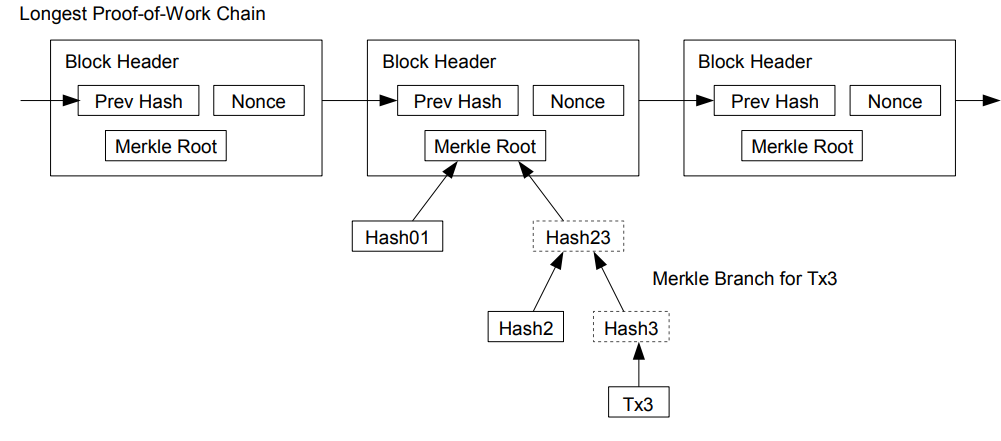 Longest Proof-of-Work Chain
Block Header
Prev Hash
Nonce
Merkle Root
Block Header
Prev Hash
Nonce
Merkle Root
Block Header
Prev Hash
Nonce
Merkle Root
Hash01
Hash23
Merkle Branch for Tx3
Hash2
Hash3
Tx3